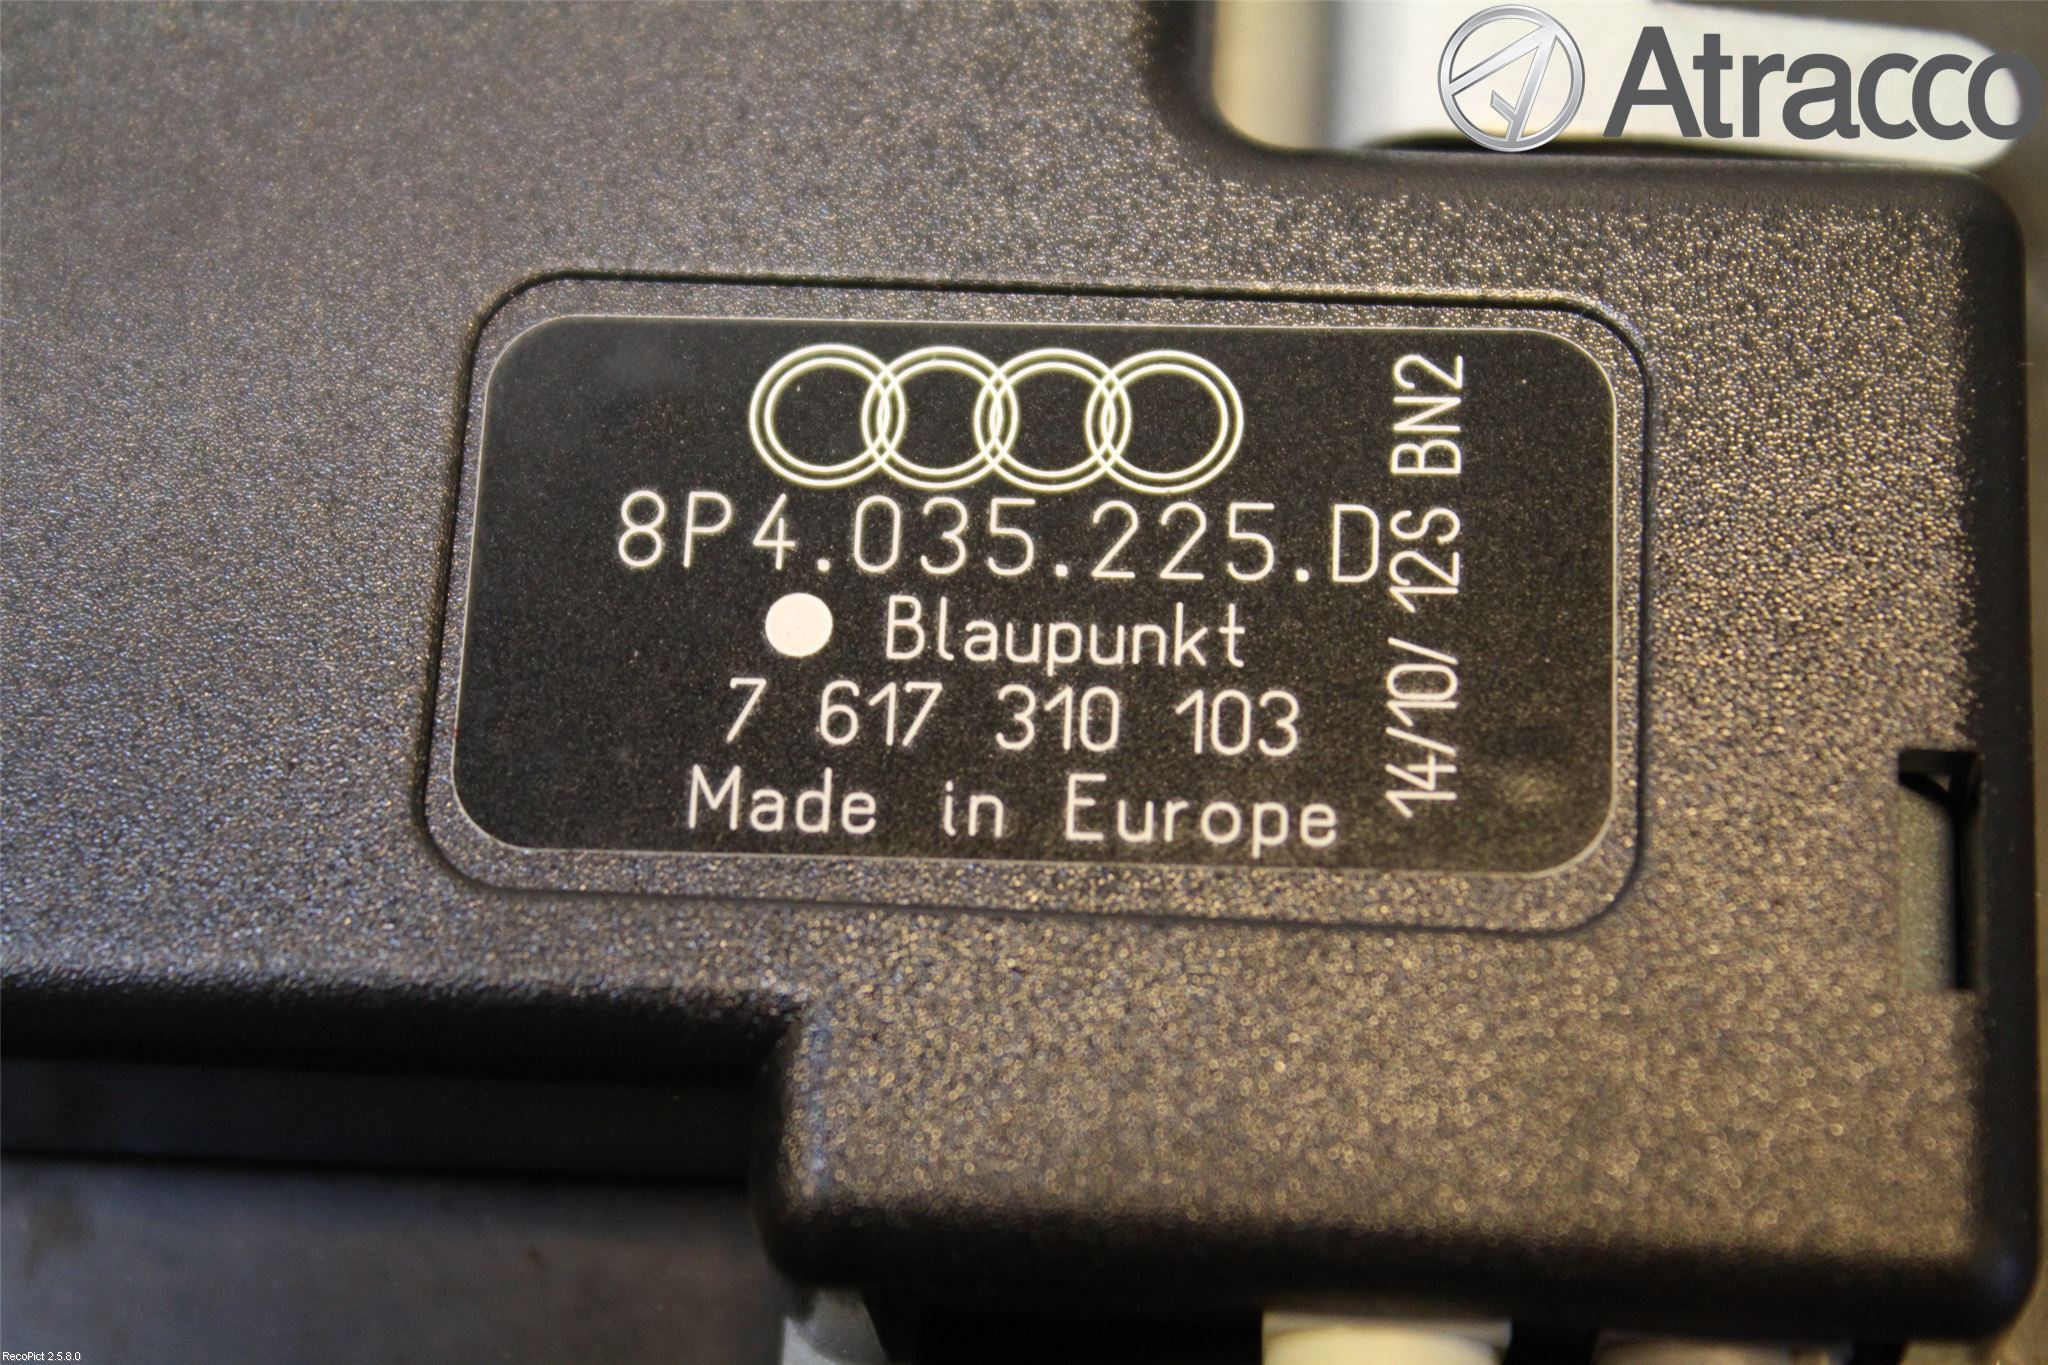 Atracco
8P4.035.225.D
Blaupunkt
7 617 310 103
Made in Europe
14/10/ 12S BN2
RecoPict 2.5.8.0